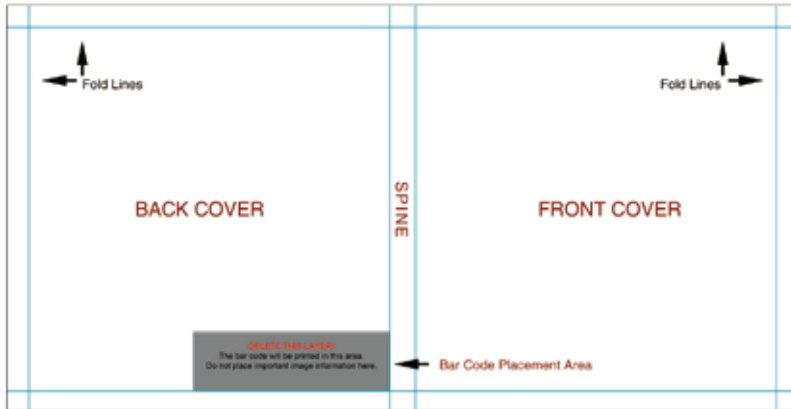 Fold Lines
Fold Lines
BACK COVER
SPINE
FRONT COVER
DELETE THIS LAYER!
The bar code will be printed in this area.
Do not place important image information here.
Bar Code Placement Area